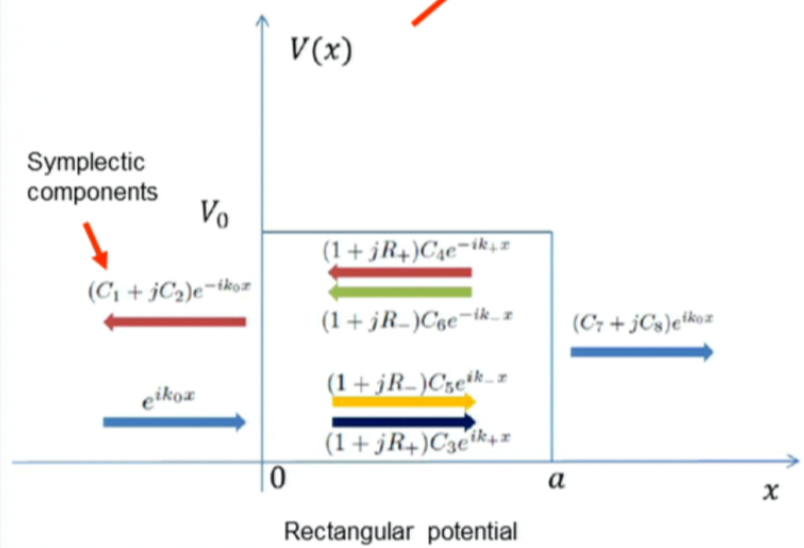 V(x)
Symplectic
components
V₀
(1 + jR₊)C₄e^{−ik₊x}
(C₁ + jC₂)e^{−ik₀x}
(1 + jR₋)C₆e^{−ik₋x}
(C₇ + jC₈)e^{ik₀x}
(1 + jR₋)C₅e^{ik₋x}
e^{ik₀x}
(1 + jR₊)C₃e^{ik₊x}
0
a
x
Rectangular potential